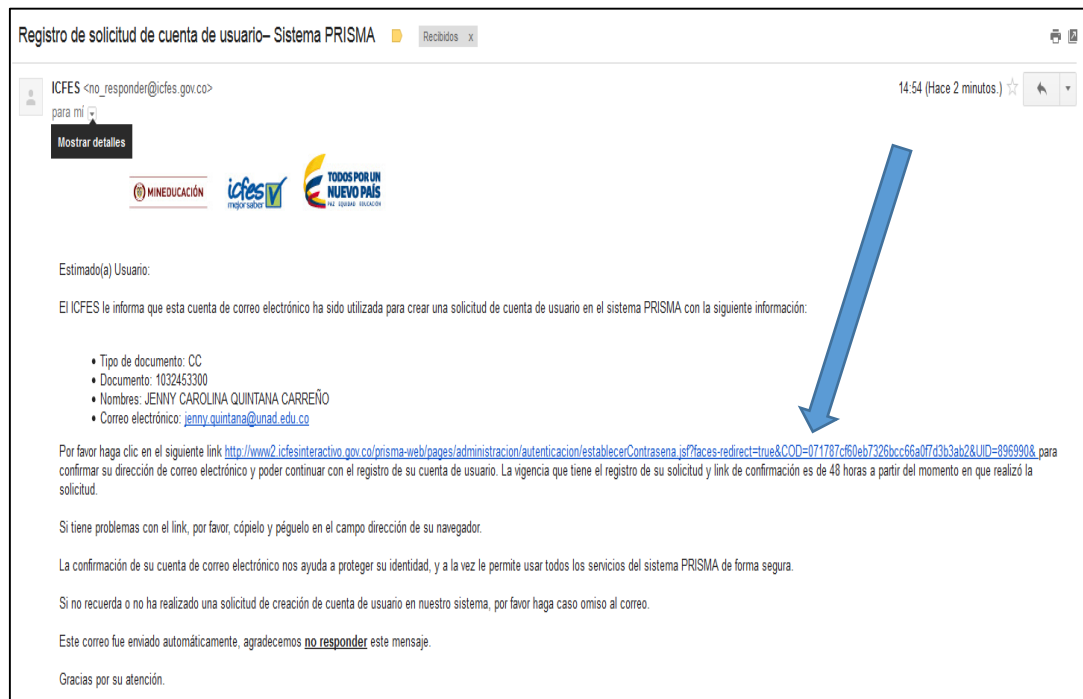 Registro de solicitud de cuenta de usuario– Sistema PRISMA Recibidos x
ICFES <no_responder@icfes.gov.co> 14:54 (Hace 2 minutos.)
para mí
Mostrar detalles
MINEDUCACIÓN
icfes
mejor saber
TODOS POR UN
NUEVO PAÍS
PAZ EQUIDAD EDUCACIÓN
Estimado(a) Usuario:
El ICFES le informa que esta cuenta de correo electrónico ha sido utilizada para crear una solicitud de cuenta de usuario en el sistema PRISMA con la siguiente información:
• Tipo de documento: CC
• Documento: 1032453300
• Nombres: JENNY CAROLINA QUINTANA CARREÑO
• Correo electrónico: jenny.quintana@unad.edu.co
Por favor haga clic en el siguiente link http://www2.icfesinteractivo.gov.co/prisma-web/pages/administracion/autenticacion/establecerContrasena.jsf?faces-redirect=true&COD=071787cf60eb7326bcc66a0f7d3b3ab2&UID=896990& para
confirmar su dirección de correo electrónico y poder continuar con el registro de su cuenta de usuario. La vigencia que tiene el registro de su solicitud y link de confirmación es de 48 horas a partir del momento en que realizó la
solicitud.
Si tiene problemas con el link, por favor, cópielo y péguelo en el campo dirección de su navegador.
La confirmación de su cuenta de correo electrónico nos ayuda a proteger su identidad, y a la vez le permite usar todos los servicios del sistema PRISMA de forma segura.
Si no recuerda o no ha realizado una solicitud de creación de cuenta de usuario en nuestro sistema, por favor haga caso omiso al correo.
Este correo fue enviado automáticamente, agradecemos no responder este mensaje.
Gracias por su atención.